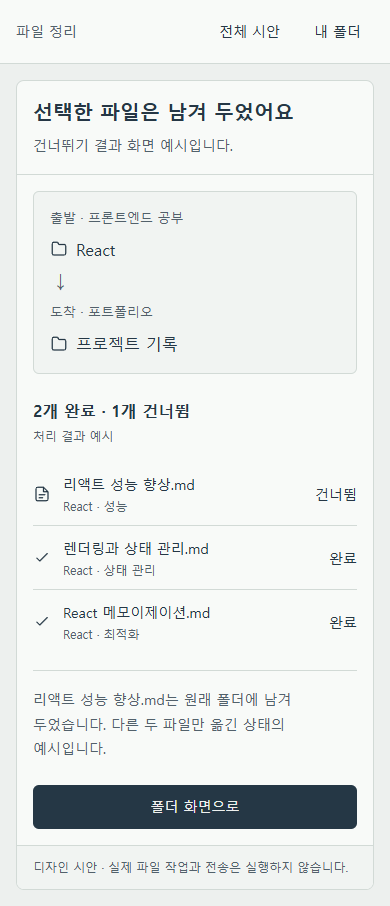 파일 정리
전체 시안
내 폴더
선택한 파일은 남겨 두었어요
건너뛰기 결과 화면 예시입니다.
출발 · 프론트엔드 공부
React
↓
도착 · 포트폴리오
프로젝트 기록
2개 완료 · 1개 건너뜀
처리 결과 예시
리액트 성능 향상.md
건너뜀
React · 성능
렌더링과 상태 관리.md
완료
React · 상태 관리
React 메모이제이션.md
완료
React · 최적화
리액트 성능 향상.md는 원래 폴더에 남겨
두었습니다. 다른 두 파일만 옮긴 상태의
예시입니다.
폴더 화면으로
디자인 시안 · 실제 파일 작업과 전송은 실행하지 않습니다.